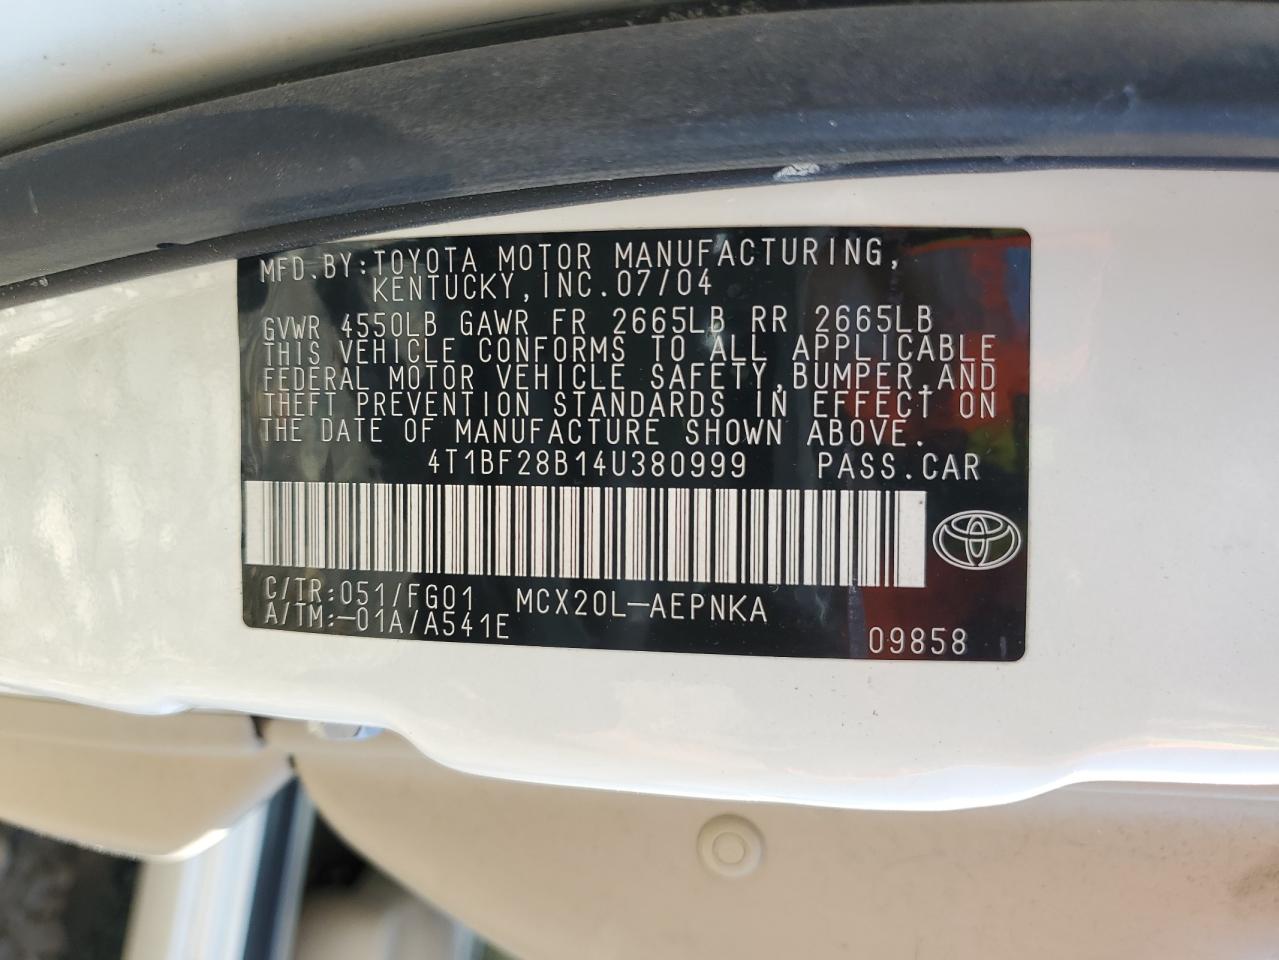 MFD.BY:TOYOTA MOTOR MANUFACTURING,
KENTUCKY,INC.07/04
GVWR 4550LB GAWR FR 2665LB RR 2665LB
THIS VEHICLE CONFORMS TO ALL APPLICABLE
FEDERAL MOTOR VEHICLE SAFETY,BUMPER,AND
THEFT PREVENTION STANDARDS IN EFFECT ON
THE DATE OF MANUFACTURE SHOWN ABOVE.
4T1BF28B14U380999 PASS.CAR
C/TR:051/FG01 MCX20L-AEPNKA
A/TM:-01A/A541E
09858